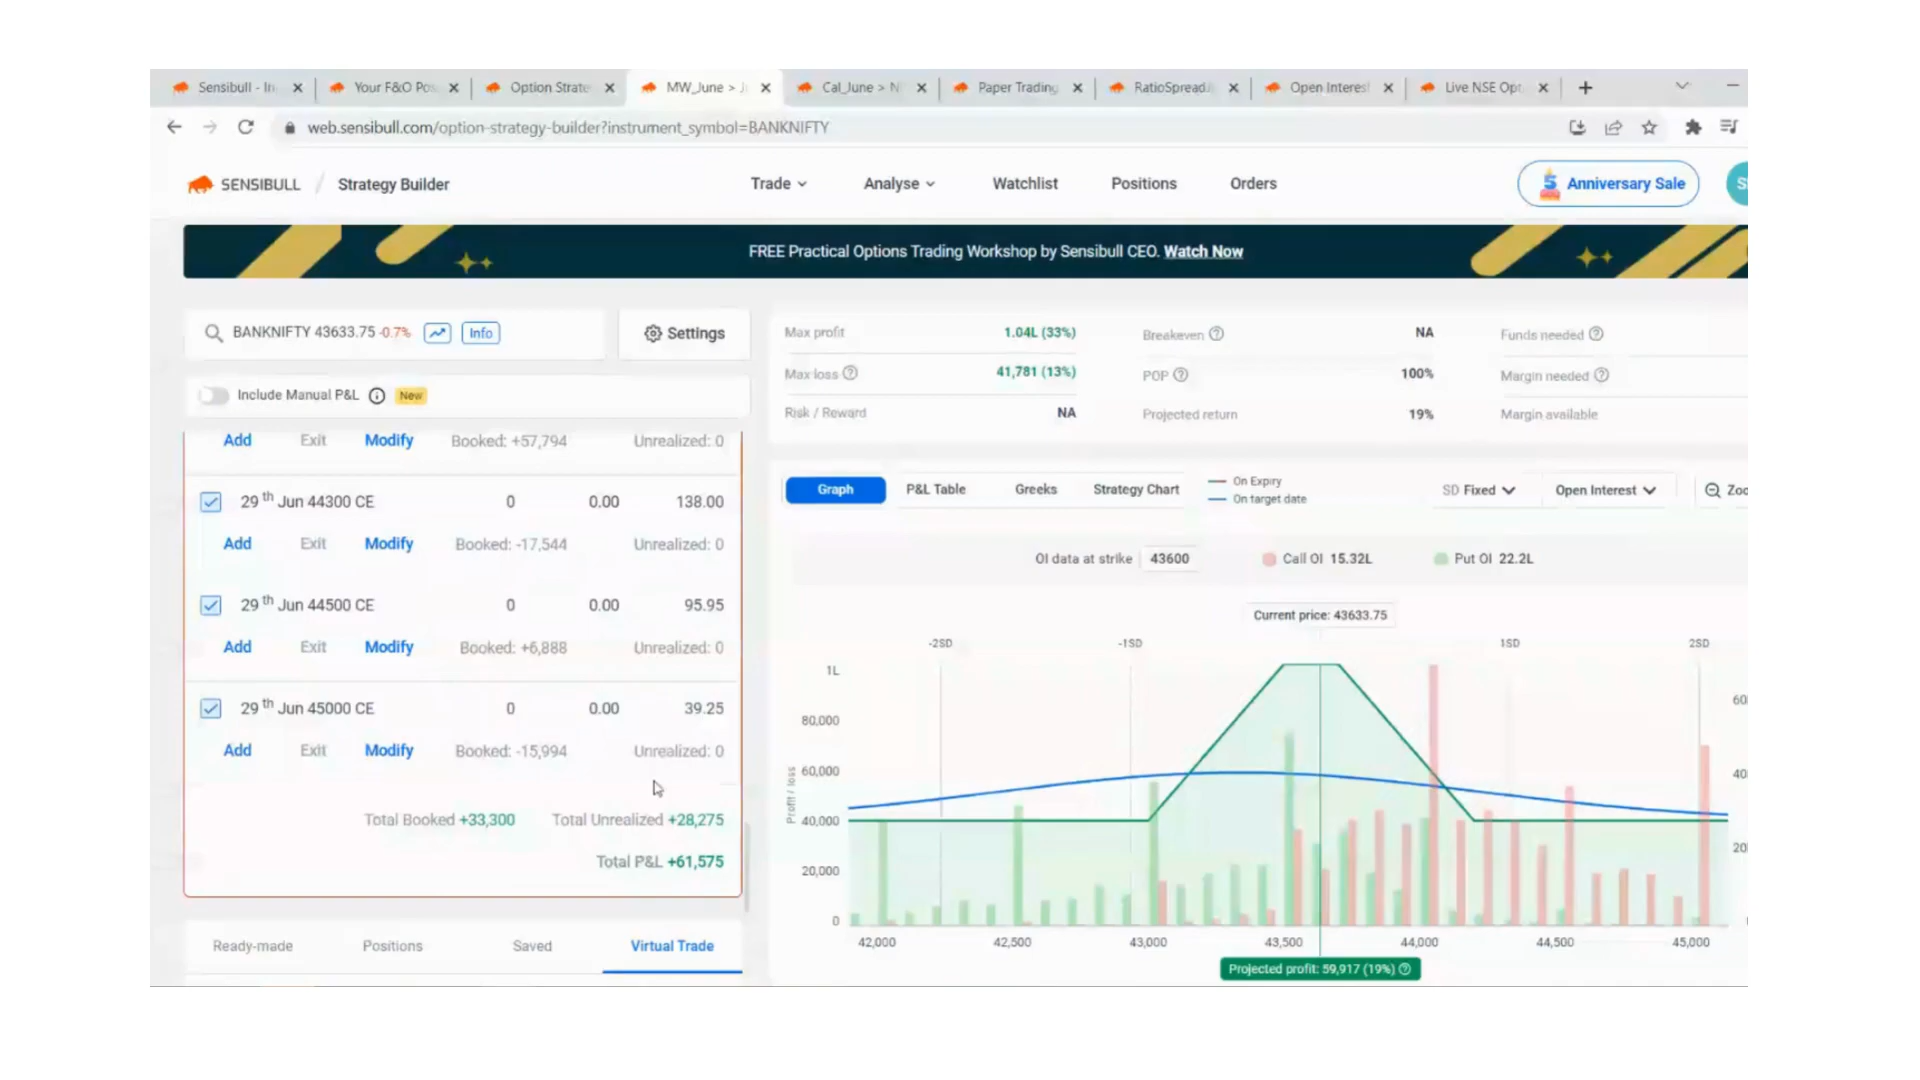 Sensibull - In
Your F&O Pos
Option Strate
MW_June > J
Cal_June > N
Paper Trading
RatioSpread
Open Interest
Live NSE Opt
web.sensibull.com/option-strategy-builder?instrument_symbol=BANKNIFTY
SENSIBULL / Strategy Builder
Trade
Analyse
Watchlist
Positions
Orders
5 Anniversary Sale
S
FREE Practical Options Trading Workshop by Sensibull CEO. Watch Now
BANKNIFTY 43633.75 -0.7% Info
Settings
Include Manual P&L New
Add Exit Modify Booked: +57,794 Unrealized: 0
29th Jun 44300 CE 0 0.00 138.00
Add Exit Modify Booked: -17,544 Unrealized: 0
29th Jun 44500 CE 0 0.00 95.95
Add Exit Modify Booked: +6,888 Unrealized: 0
29th Jun 45000 CE 0 0.00 39.25
Add Exit Modify Booked: -15,994 Unrealized: 0
Total Booked +33,300 Total Unrealized +28,275
Total P&L +61,575
Ready-made Positions Saved Virtual Trade
Max profit 1.04L (33%) Breakeven ? NA Funds needed ?
Max loss ? 41,781 (13%) POP ? 100% Margin needed ?
Risk / Reward NA Projected return 19% Margin available
Graph P&L Table Greeks Strategy Chart
On Expiry
On target date
SD Fixed
Open Interest
Zoo
OI data at strike 43600 Call OI 15.32L Put OI 22.2L
Current price: 43633.75
-2SD -1SD 1SD 2SD
1L
80,000
60,000
40,000
20,000
0
Profit / loss
60
40
20
42,000 42,500 43,000 43,500 44,000 44,500 45,000
Projected profit: 59,917 (19%) ?